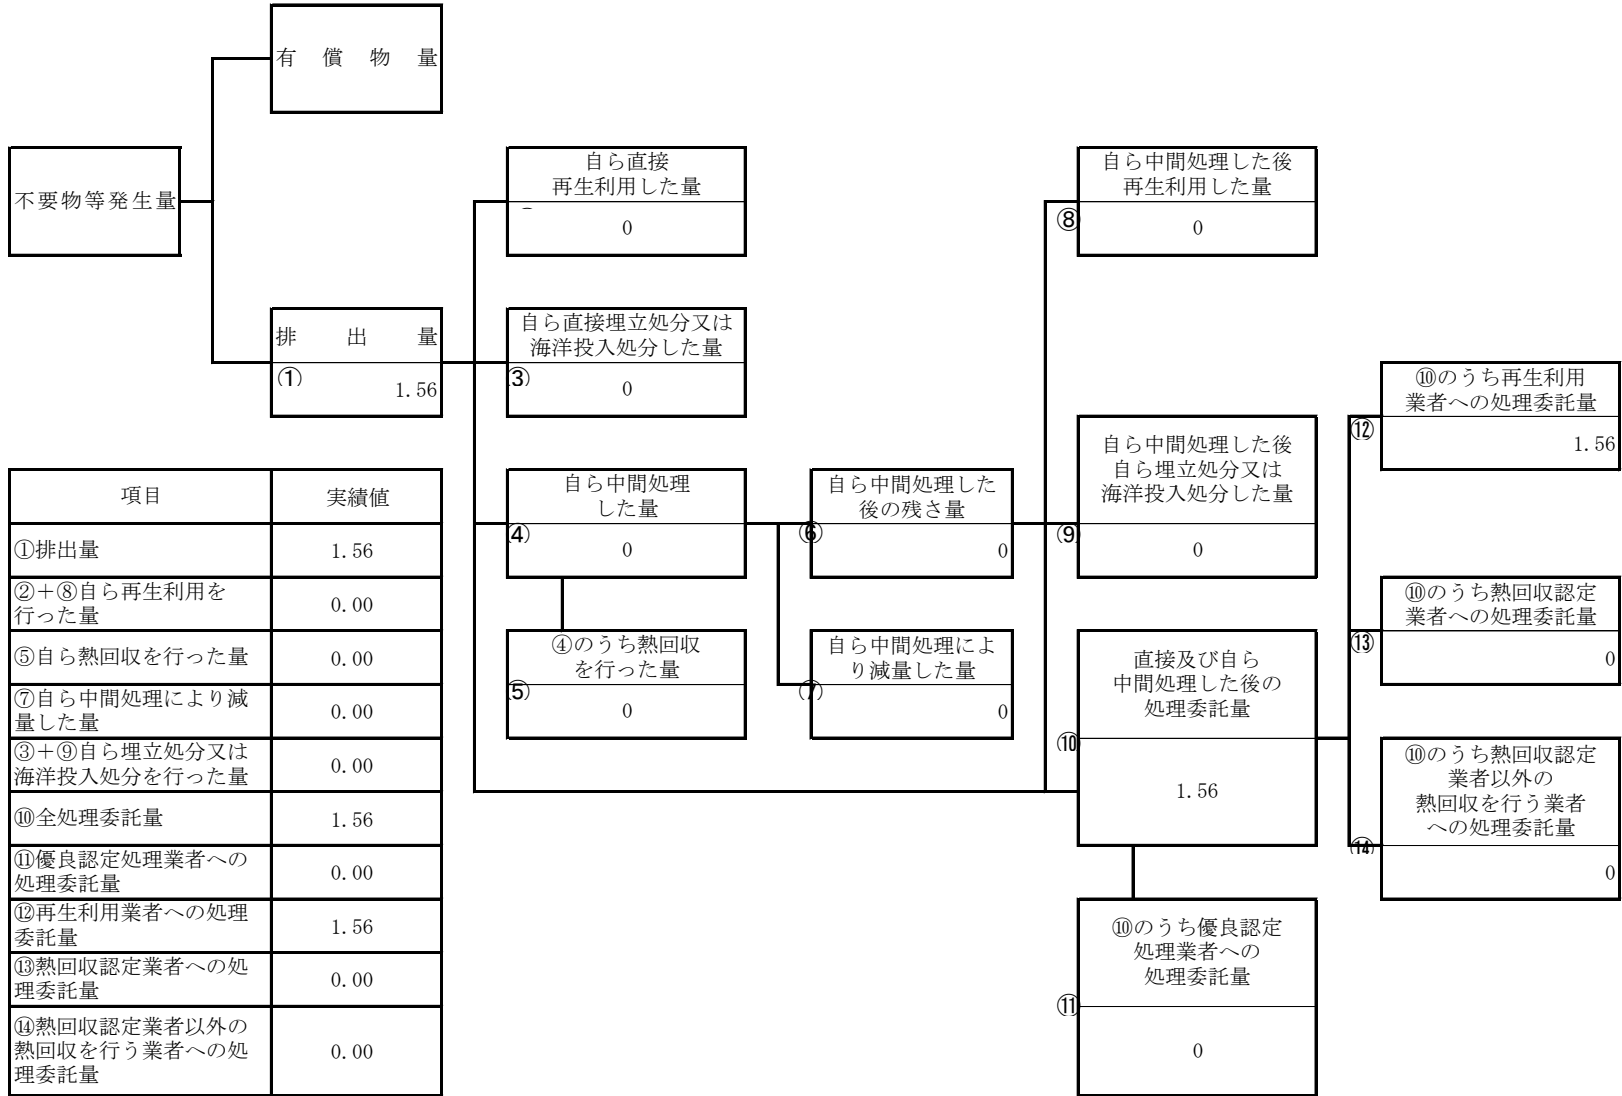 有償物量
不要物等発生量
排出量
①
1.56
自ら直接
再生利用した量
0
自ら直接埋立処分又は
海洋投入処分した量
③
0
自ら中間処理
した量
④
0
④のうち熱回収
を行った量
⑤
0
自ら中間処理した
後の残さ量
⑥
0
自ら中間処理によ
り減量した量
⑦
0
自ら中間処理した後
再生利用した量
⑧
0
自ら中間処理した後
自ら埋立処分又は
海洋投入処分した量
⑨
0
直接及び自ら
中間処理した後の
処理委託量
⑩
1.56
⑩のうち優良認定
処理業者への
処理委託量
⑪
0
⑩のうち再生利用
業者への処理委託量
⑫
1.56
⑩のうち熱回収認定
業者への処理委託量
⑬
0
⑩のうち熱回収認定
業者以外の
熱回収を行う業者
への処理委託量
⑭
0
項目 実績値
①排出量 1.56
②+⑧自ら再生利用を
行った量 0.00
⑤自ら熱回収を行った量 0.00
⑦自ら中間処理により減
量した量 0.00
③+⑨自ら埋立処分又は
海洋投入処分を行った量 0.00
⑩全処理委託量 1.56
⑪優良認定処理業者への
処理委託量 0.00
⑫再生利用業者への処理
委託量 1.56
⑬熱回収認定業者への処
理委託量 0.00
⑭熱回収認定業者以外の
熱回収を行う業者への処
理委託量 0.00